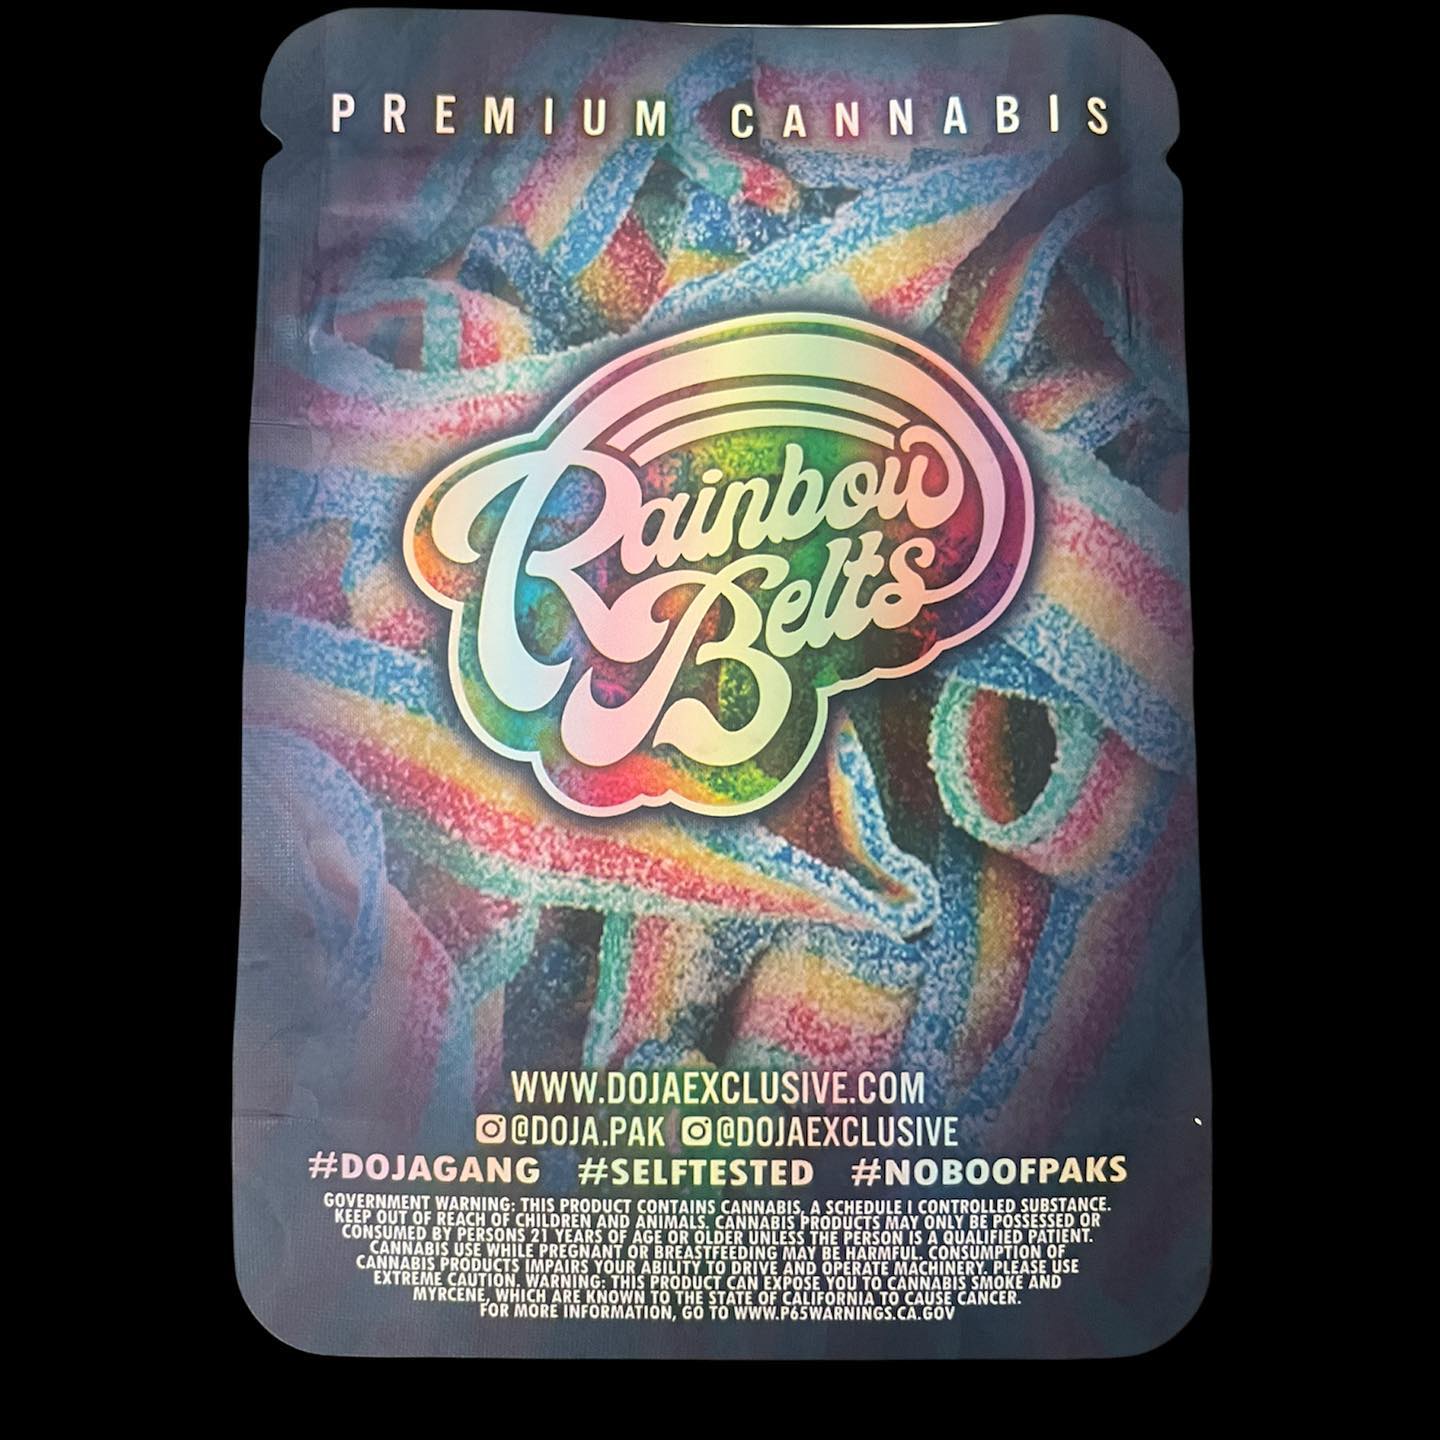 PREMIUM CANNABIS
Rainbow
Belts
WWW.DOJAEXCLUSIVE.COM
@DOJA.PAK @DOJAEXCLUSIVE
#DOJAGANG #SELFTESTED #NOBOOFPAKS
GOVERNMENT WARNING: THIS PRODUCT CONTAINS CANNABIS, A SCHEDULE I CONTROLLED SUBSTANCE.
KEEP OUT OF REACH OF CHILDREN AND ANIMALS. CANNABIS PRODUCTS MAY ONLY BE POSSESSED OR
CONSUMED BY PERSONS 21 YEARS OF AGE OR OLDER UNLESS THE PERSON IS A QUALIFIED PATIENT.
CANNABIS USE WHILE PREGNANT OR BREASTFEEDING MAY BE HARMFUL. CONSUMPTION OF
CANNABIS PRODUCTS IMPAIRS YOUR ABILITY TO DRIVE AND OPERATE MACHINERY. PLEASE USE
EXTREME CAUTION. WARNING: THIS PRODUCT CAN EXPOSE YOU TO CANNABIS SMOKE AND
MYRCENE, WHICH ARE KNOWN TO THE STATE OF CALIFORNIA TO CAUSE CANCER.
FOR MORE INFORMATION, GO TO WWW.P65WARNINGS.CA.GOV